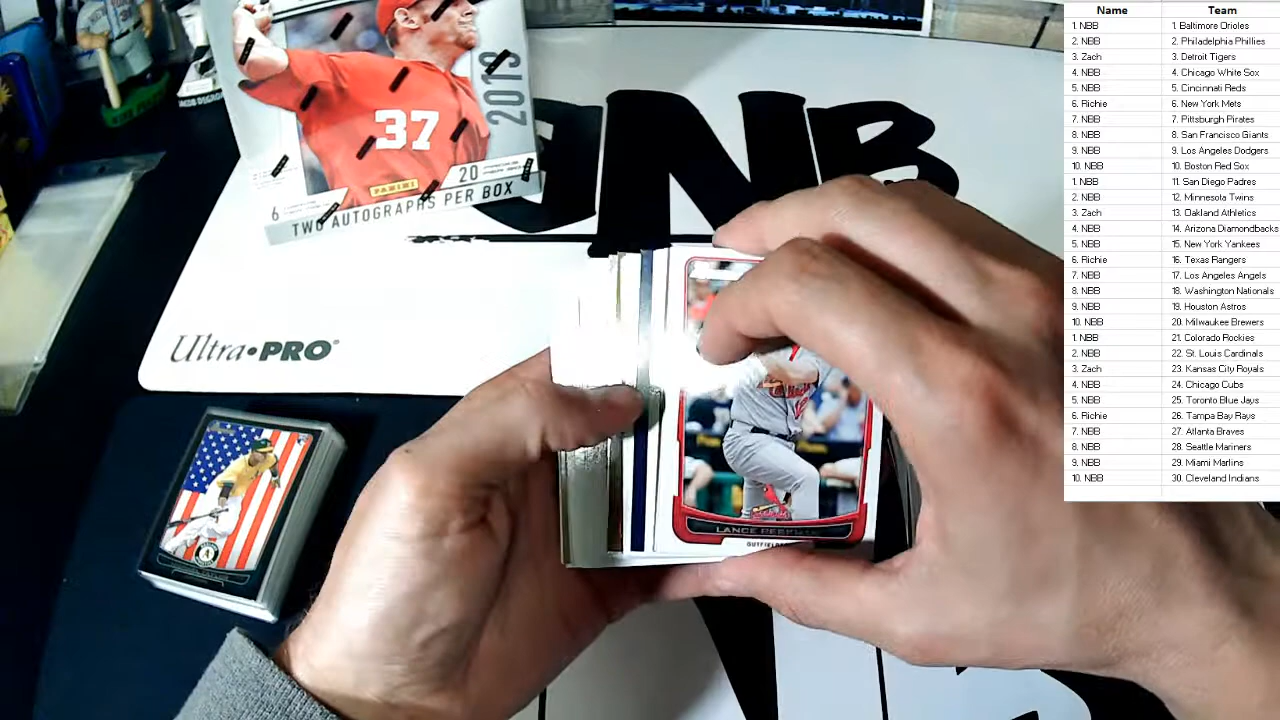 2013
37
PANINI
20
6
TWO AUTOGRAPHS PER BOX
JNB
Ultra•PRO
LANCE BERKMAN
OUTFIELD
Name Team
1. NBB 1. Baltimore Orioles
2. NBB 2. Philadelphia Phillies
3. Zach 3. Detroit Tigers
4. NBB 4. Chicago White Sox
5. NBB 5. Cincinnati Reds
6. Richie 6. New York Mets
7. NBB 7. Pittsburgh Pirates
8. NBB 8. San Francisco Giants
9. NBB 9. Los Angeles Dodgers
10. NBB 10. Boston Red Sox
1. NBB 11. San Diego Padres
2. NBB 12. Minnesota Twins
3. Zach 13. Oakland Athletics
4. NBB 14. Arizona Diamondbacks
5. NBB 15. New York Yankees
6. Richie 16. Texas Rangers
7. NBB 17. Los Angeles Angels
8. NBB 18. Washington Nationals
9. NBB 19. Houston Astros
10. NBB 20. Milwaukee Brewers
1. NBB 21. Colorado Rockies
2. NBB 22. St. Louis Cardinals
3. Zach 23. Kansas City Royals
4. NBB 24. Chicago Cubs
5. NBB 25. Toronto Blue Jays
6. Richie 26. Tampa Bay Rays
7. NBB 27. Atlanta Braves
8. NBB 28. Seattle Mariners
9. NBB 29. Miami Marlins
10. NBB 30. Cleveland Indians